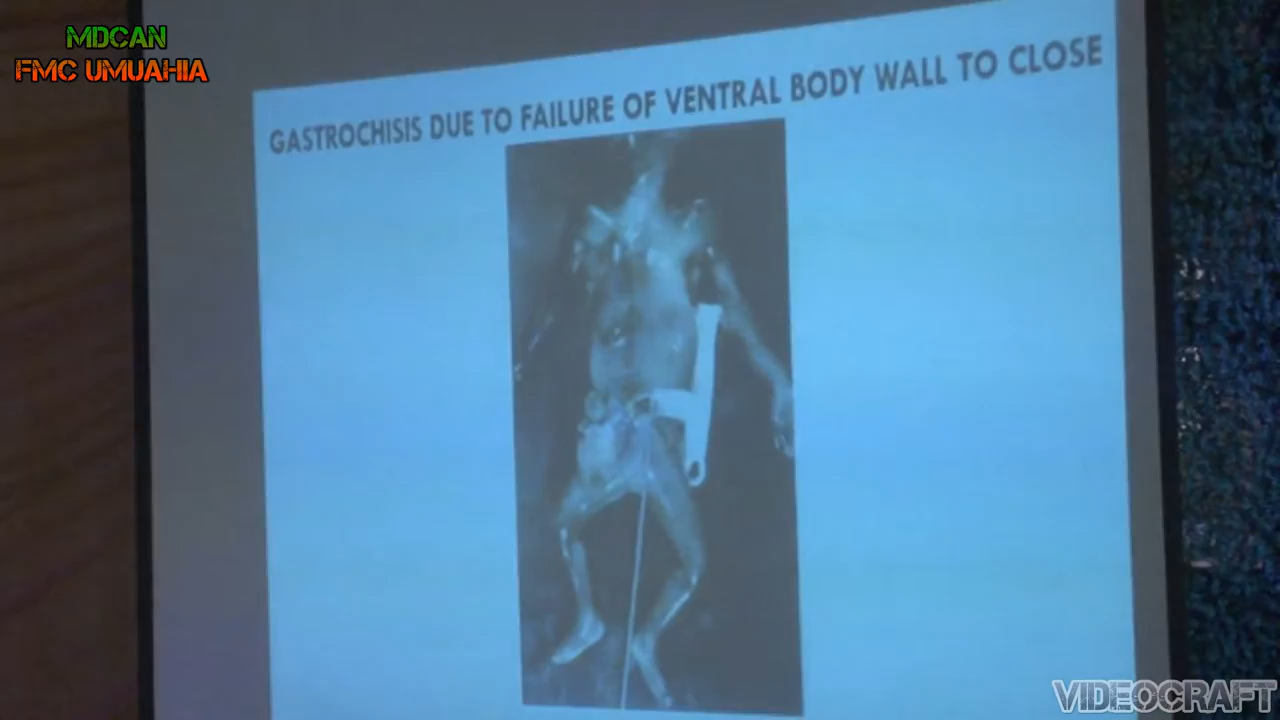 MDCAN
FMC UMUAHIA
GASTROCHISIS DUE TO FAILURE OF VENTRAL BODY WALL TO CLOSE
VIDEOCRAFT